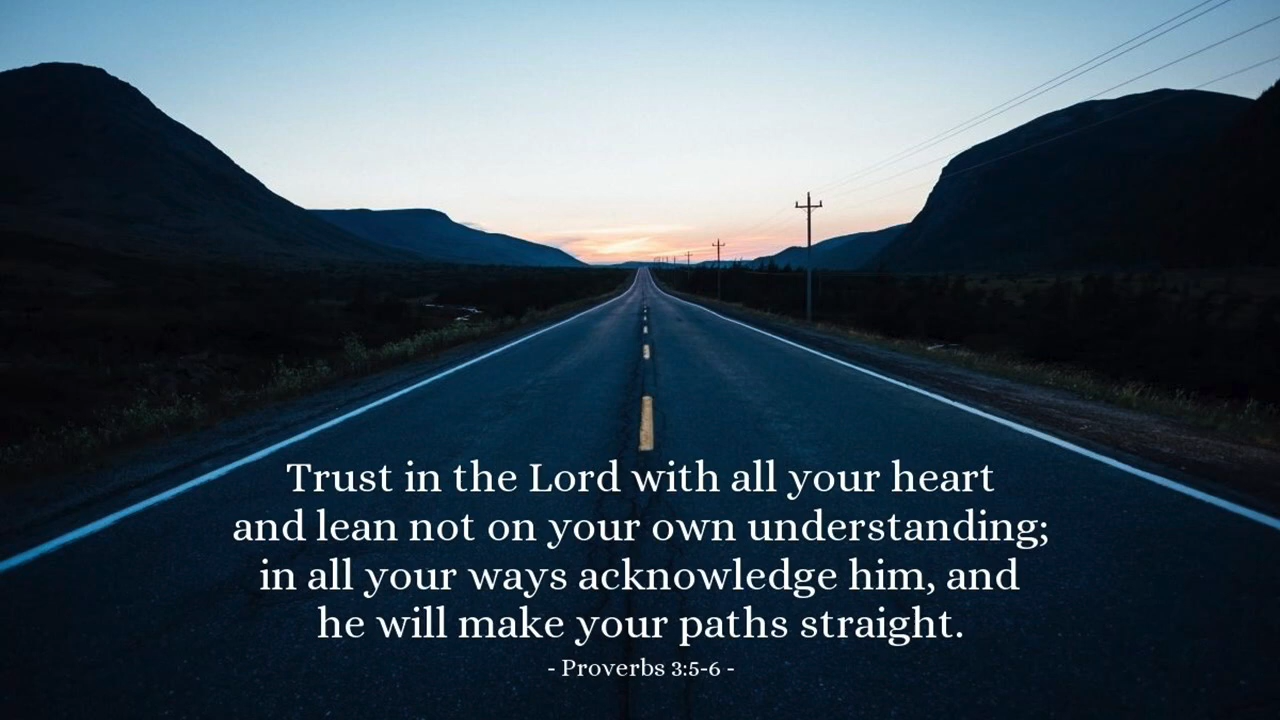 Trust in the Lord with all your heart
and lean not on your own understanding;
in all your ways acknowledge him, and
he will make your paths straight.
- Proverbs 3:5-6 -